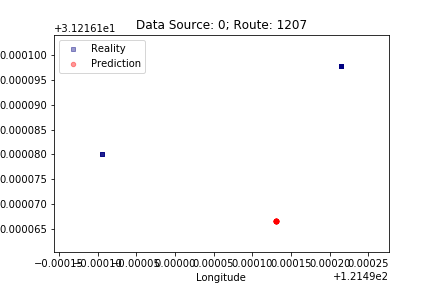 +3.12161e1 Data Source: 0; Route: 1207
Reality
Prediction
0.000100
0.000095
0.000090
0.000085
0.000080
0.000075
0.000070
0.000065
−0.00015 −0.00010 −0.00005 0.00000 0.00005 0.00010 0.00015 0.00020 0.00025
Longitude
+1.2149e2